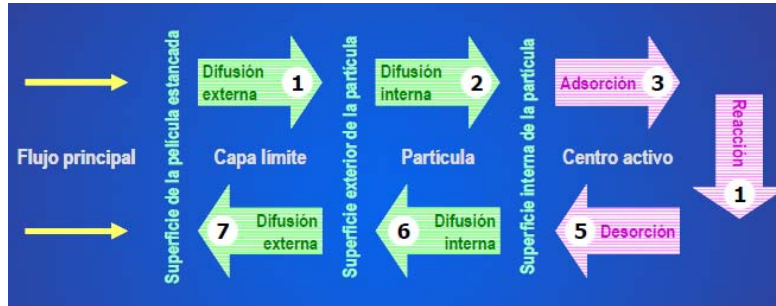 Superficie de la película estancada
Difusión
externa
1
Superficie exterior de la partícula
Difusión
interna
2
Superficie interna de la partícula
Adsorción
3
Reacción
1
Flujo principal
Capa límite
Partícula
Centro activo
7
Difusión
externa
6
Difusión
interna
5
Desorción